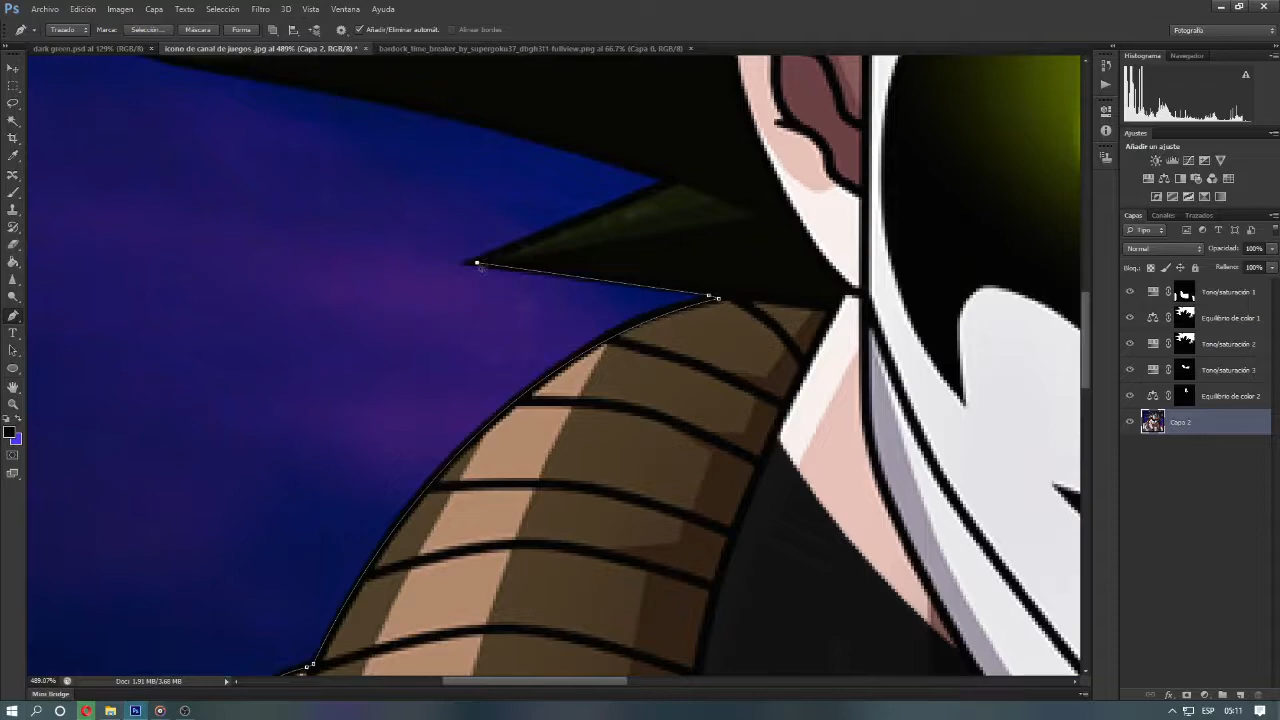 Ps Archivo Edición Imagen Capa Texto Selección Filtro 3D Vista Ventana Ayuda
Trazado Marca: Selección... Máscara Forma Añadir/Eliminar automát. Alinear bordes Fotografía
dark green.psd al 129% (RGB/8) × icono de canal de juegos .jpg al 489% (Capa 2, RGB/8) * × bardock_time_breaker_by_supergoku37_dbgh311-fullview.png al 66.7% (Capa 0, RGB/8) ×
Histograma Navegador
Ajustes
Añadir un ajuste
Capas Canales Trazados
Tipo
Normal Opacidad: 100%
Bloq.: Relleno: 100%
Tono/saturación 1
Equilibrio de color 1
Tono/saturación 2
Tono/saturación 3
Equilibrio de color 2
Capa 2
489.07% Doc: 1.91 MB/3.68 MB
Mini Bridge
ESP 05:11